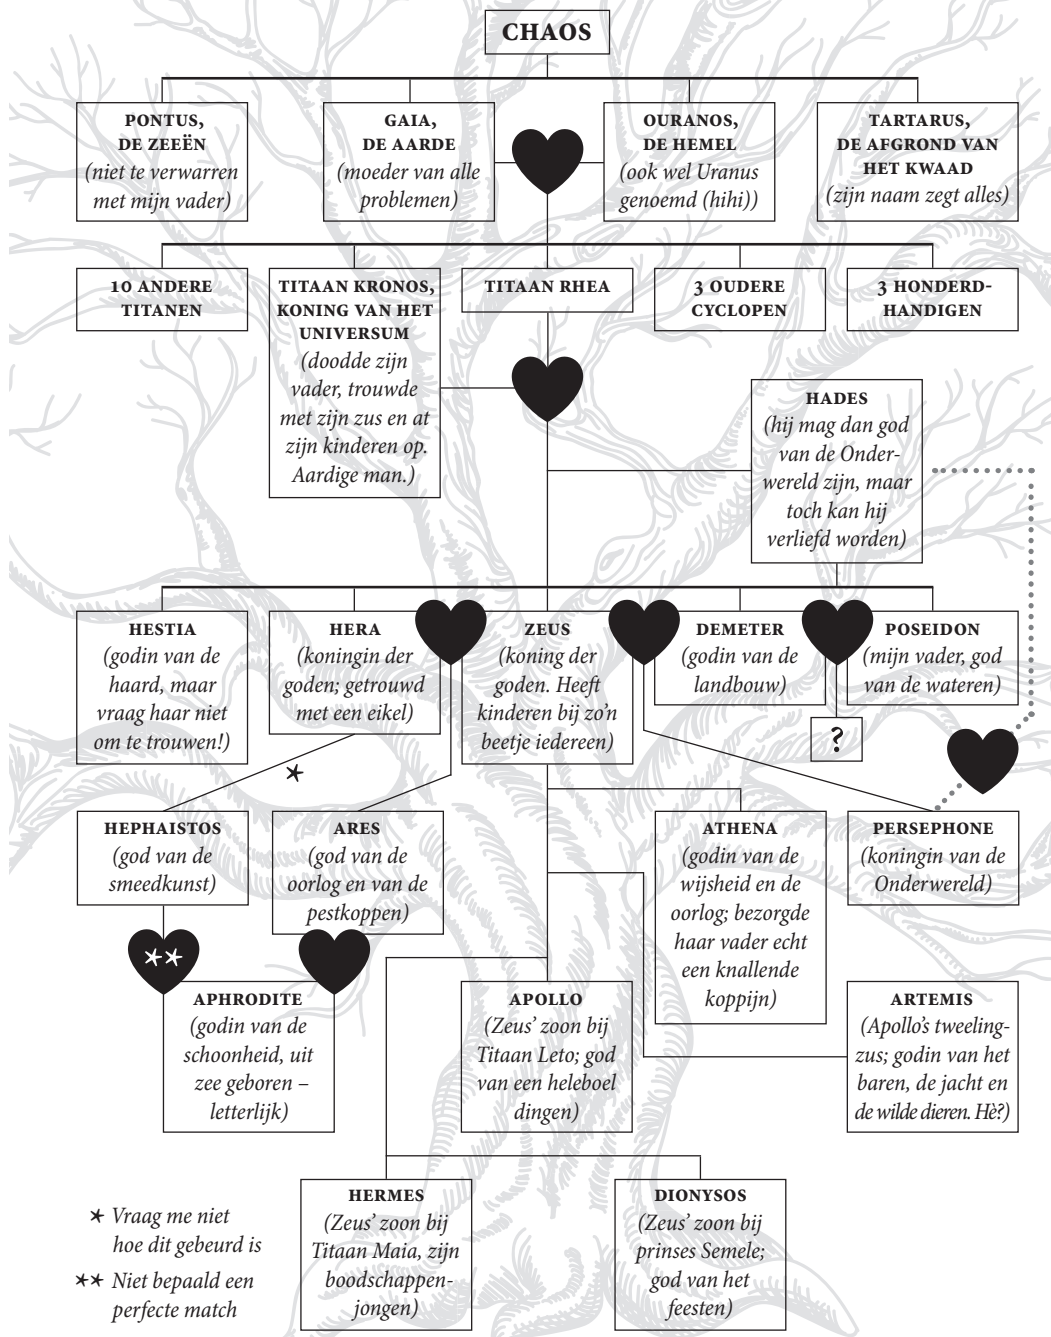 CHAOS
PONTUS,
DE ZEEËN
(niet te verwarren
met mijn vader)
GAIA,
DE AARDE
(moeder van alle
problemen)
OURANOS,
DE HEMEL
(ook wel Uranus
genoemd (hihi))
TARTARUS,
DE AFGROND VAN
HET KWAAD
(zijn naam zegt alles)
10 ANDERE
TITANEN
TITAAN KRONOS,
KONING VAN HET
UNIVERSUM
(doodde zijn
vader, trouwde
met zijn zus en at
zijn kinderen op.
Aardige man.)
TITAAN RHEA
3 OUDERE
CYCLOPEN
3 HONDERD-
HANDIGEN
HADES
(hij mag dan god
van de Onder-
wereld zijn, maar
toch kan hij
verliefd worden)
HESTIA
(godin van de
haard, maar
vraag haar niet
om te trouwen!)
HERA
(koningin der
goden; getrouwd
met een eikel)
ZEUS
(koning der
goden. Heeft
kinderen bij zo'n
beetje iedereen)
DEMETER
(godin van de
landbouw)
POSEIDON
(mijn vader, god
van de wateren)
?
*
HEPHAISTOS
(god van de
smeedkunst)
ARES
(god van de
oorlog en van de
pestkoppen)
ATHENA
(godin van de
wijsheid en de
oorlog; bezorgde
haar vader echt
een knallende
koppijn)
PERSEPHONE
(koningin van de
Onderwereld)
**
APHRODITE
(godin van de
schoonheid, uit
zee geboren –
letterlijk)
APOLLO
(Zeus' zoon bij
Titaan Leto; god
van een heleboel
dingen)
ARTEMIS
(Apollo's tweeling-
zus; godin van het
baren, de jacht en
de wilde dieren. Hè?)
HERMES
(Zeus' zoon bij
Titaan Maia, zijn
boodschappen-
jongen)
DIONYSOS
(Zeus' zoon bij
prinses Semele;
god van het
feesten)
* Vraag me niet
hoe dit gebeurd is
** Niet bepaald een
perfecte match